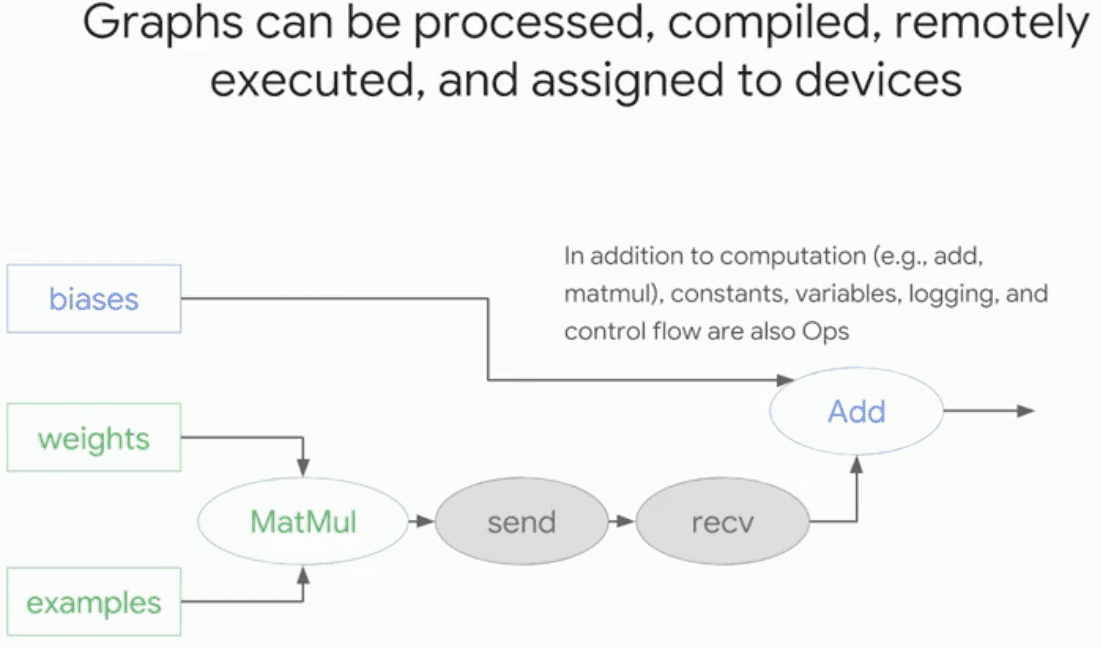 Graphs can be processed, compiled, remotely
executed, and assigned to devices
In addition to computation (e.g., add,
matmul), constants, variables, logging, and
control flow are also Ops
biases
Add
weights
MatMul
send
recv
examples